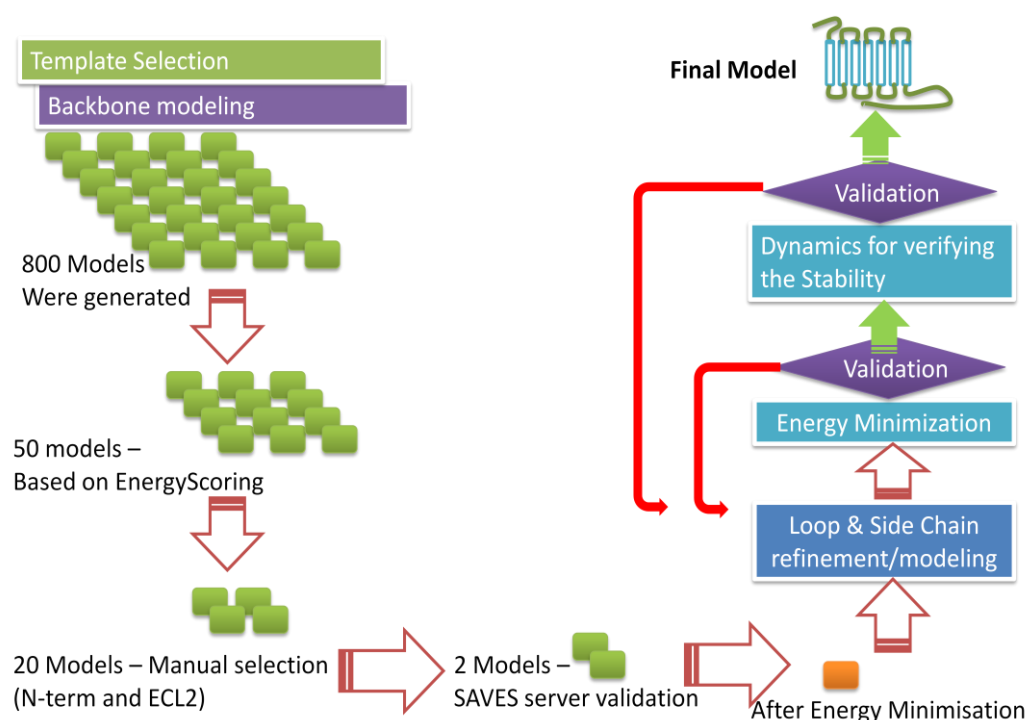 Template Selection
Backbone modeling
800 Models
Were generated
50 models –
Based on EnergyScoring
20 Models – Manual selection
(N-term and ECL2)
2 Models –
SAVES server validation
After Energy Minimisation
Loop & Side Chain
refinement/modeling
Energy Minimization
Validation
Dynamics for verifying
the Stability
Validation
Final Model